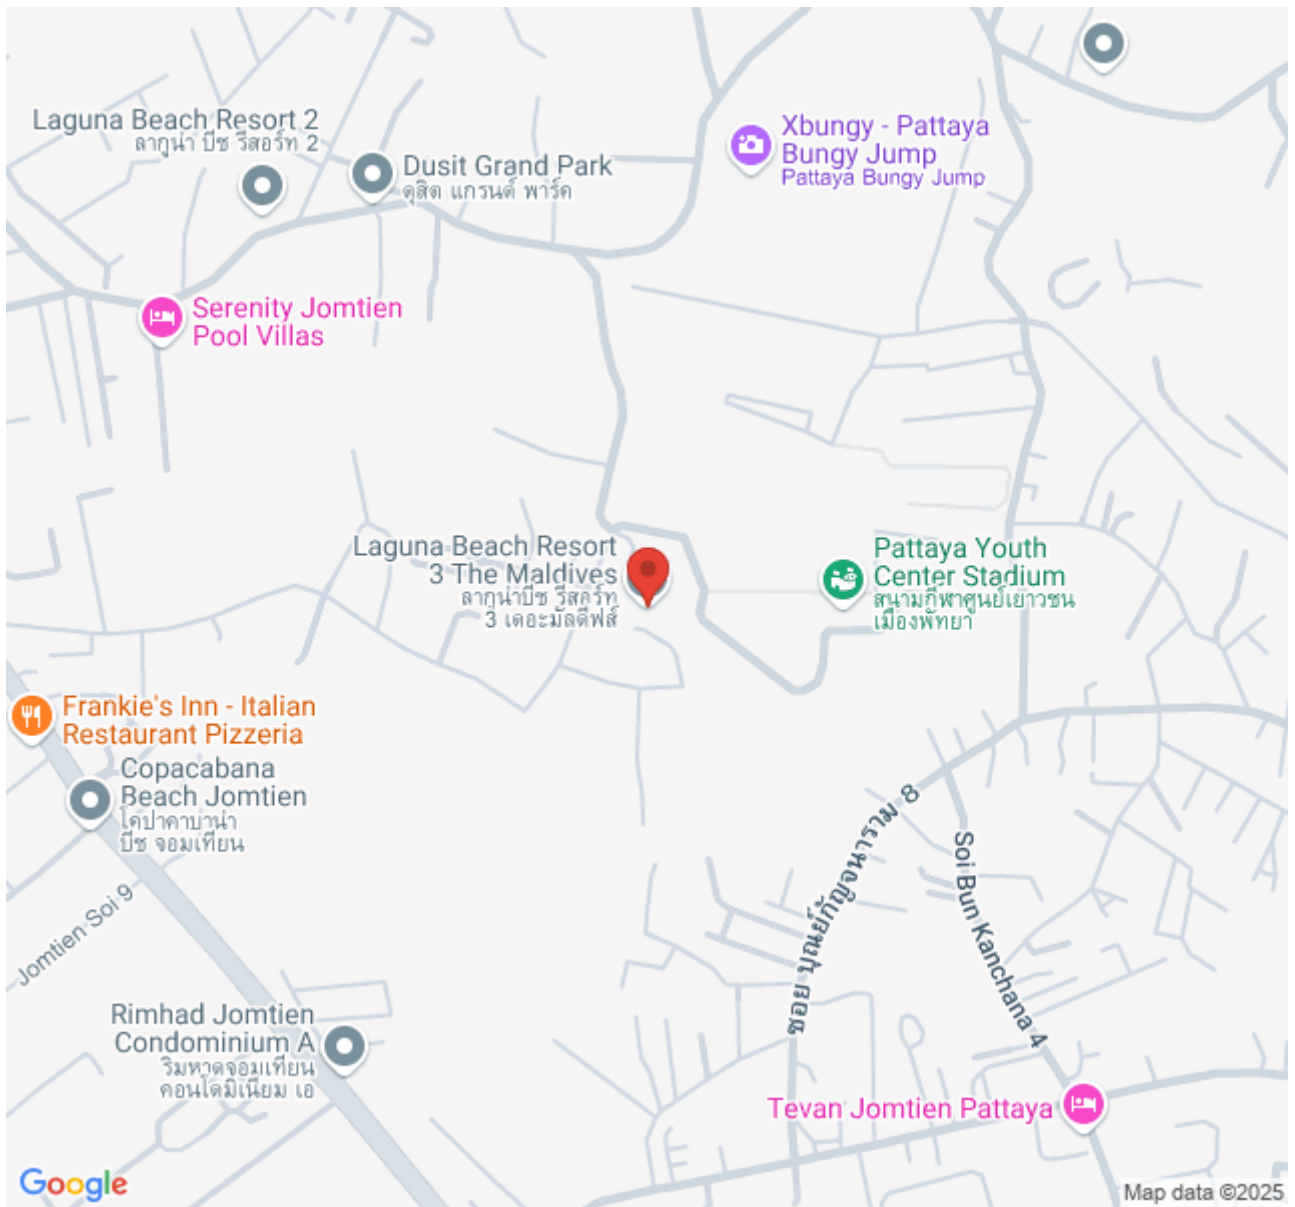 Laguna Beach Resort 2
ลากูน่า บีช รีสอร์ท 2
Dusit Grand Park
ดุสิต แกรนด์ พาร์ค
Xbungy - Pattaya
Bungy Jump
Pattaya Bungy Jump
Serenity Jomtien
Pool Villas
Laguna Beach Resort
3 The Maldives
ลากูน่าบีช รีสอร์ท
3 เดอะมัลดีฟส์
Pattaya Youth
Center Stadium
สนามกีฬาศูนย์เยาวชน
เมืองพัทยา
Frankie's Inn - Italian
Restaurant Pizzeria
Copacabana
Beach Jomtien
โคปาคาบาน่า
บีช จอมเทียน
ซอย บุณย์กัญจนาราม 8
Soi Bun Kanchana 4
Jomtien Soi 9
Rimhad Jomtien
Condominium A
ริมหาดจอมเทียน
คอนโดมิเนียม เอ
Tevan Jomtien Pattaya
Google
Map data ©2025